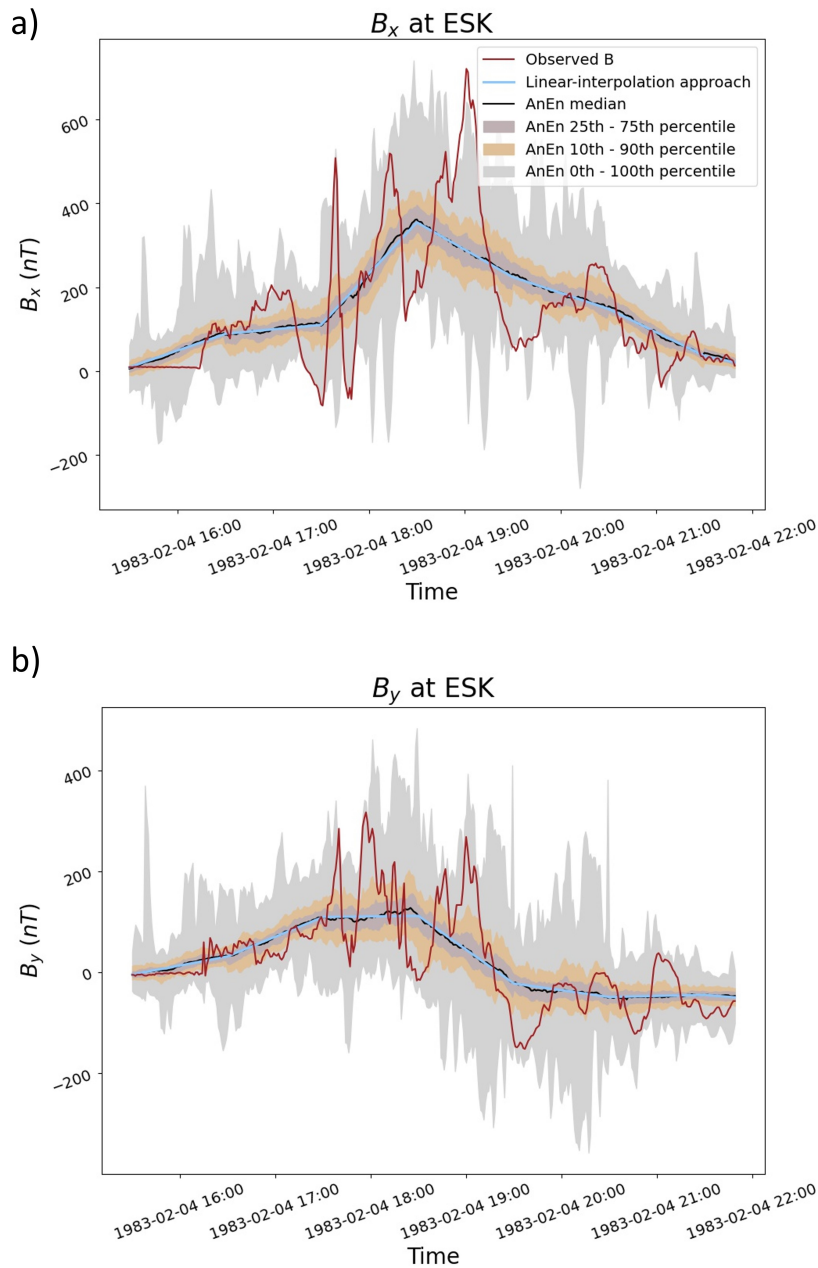 a)
Bx at ESK
Observed B
Linear-interpolation approach
AnEn median
AnEn 25th - 75th percentile
AnEn 10th - 90th percentile
AnEn 0th - 100th percentile
600
400
200
0
−200
Bx (nT)
1983-02-04 16:00
1983-02-04 17:00
1983-02-04 18:00
1983-02-04 19:00
1983-02-04 20:00
1983-02-04 21:00
1983-02-04 22:00
Time
b)
By at ESK
400
200
0
−200
By (nT)
1983-02-04 16:00
1983-02-04 17:00
1983-02-04 18:00
1983-02-04 19:00
1983-02-04 20:00
1983-02-04 21:00
1983-02-04 22:00
Time